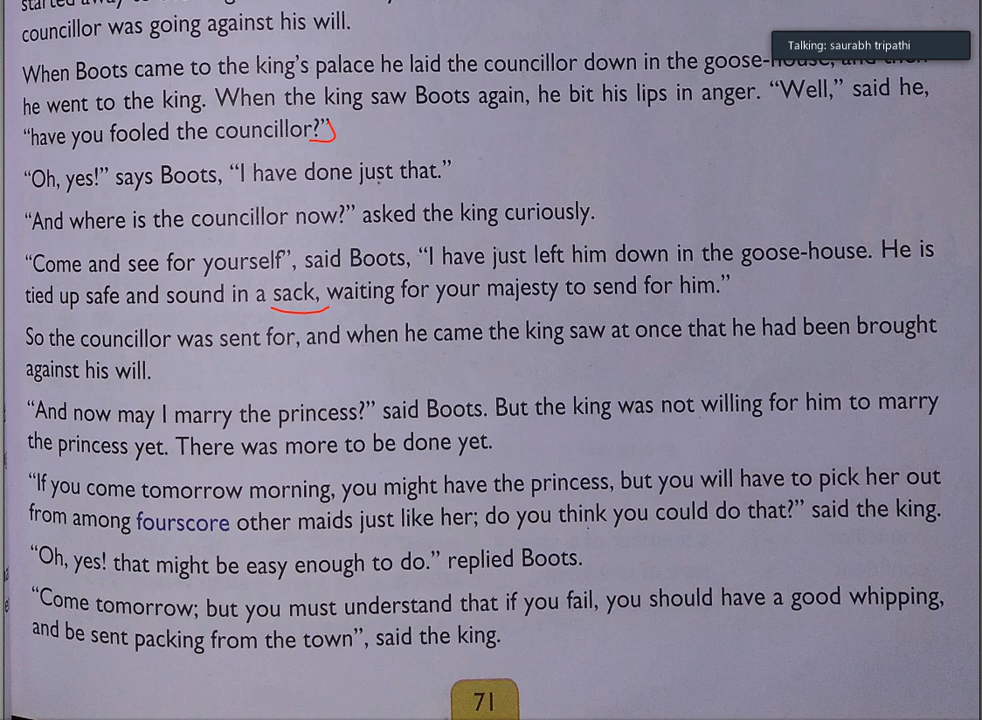 councillor was going against his will.
Talking: saurabh tripathi
When Boots came to the king's palace he laid the councillor down in the goose-house, and then
he went to the king. When the king saw Boots again, he bit his lips in anger. “Well,” said he,
“have you fooled the councillor?”
“Oh, yes!” says Boots, “I have done just that.”
“And where is the councillor now?” asked the king curiously.
“Come and see for yourself”, said Boots, “I have just left him down in the goose-house. He is
tied up safe and sound in a sack, waiting for your majesty to send for him.”
So the councillor was sent for, and when he came the king saw at once that he had been brought
against his will.
“And now may I marry the princess?” said Boots. But the king was not willing for him to marry
the princess yet. There was more to be done yet.
“If you come tomorrow morning, you might have the princess, but you will have to pick her out
from among fourscore other maids just like her; do you think you could do that?” said the king.
“Oh, yes! that might be easy enough to do.” replied Boots.
“Come tomorrow; but you must understand that if you fail, you should have a good whipping,
and be sent packing from the town”, said the king.
71